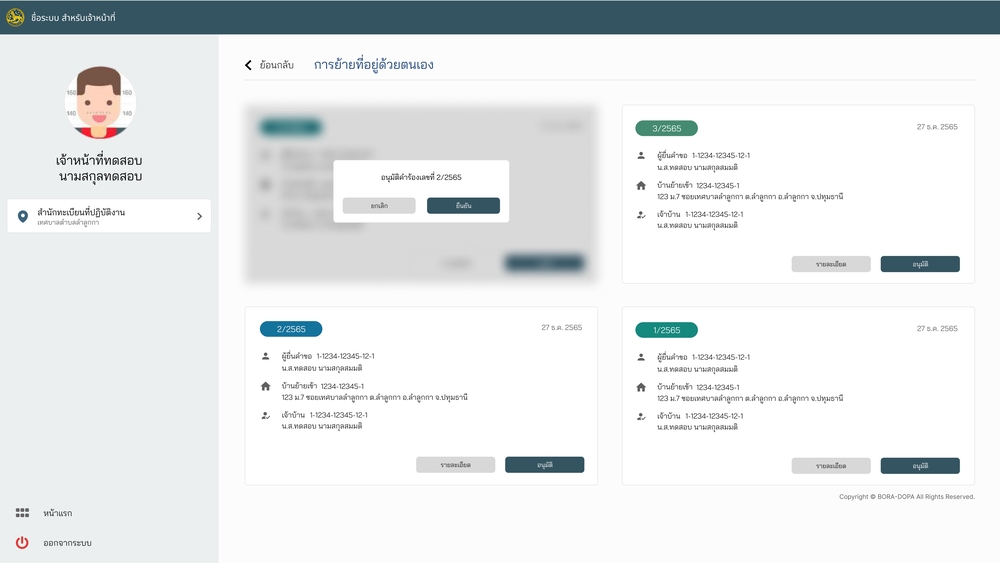 ชื่อระบบ สำหรับเจ้าหน้าที่
160 160
140 140
เจ้าหน้าที่ทดสอบ
นามสกุลทดสอบ
สำนักทะเบียนที่ปฏิบัติงาน
เทศบาลตำบลลำลูกกา
หน้าแรก
ออกจากระบบ
ย้อนกลับ การย้ายที่อยู่ด้วยตนเอง
อนุมัติคำร้องเลขที่ 2/2565
ยกเลิก ยืนยัน
3/2565 27 ธ.ค. 2565
ผู้ยื่นคำขอ 1-1234-12345-12-1
น.ส.ทดสอบ นามสกุลสมมติ
บ้านย้ายเข้า 1234-12345-1
123 ม.7 ซอยเทศบาลลำลูกกา ต.ลำลูกกา อ.ลำลูกกา จ.ปทุมธานี
เจ้าบ้าน 1-1234-12345-12-1
น.ส.ทดสอบ นามสกุลสมมติ
รายละเอียด อนุมัติ
2/2565 27 ธ.ค. 2565
ผู้ยื่นคำขอ 1-1234-12345-12-1
น.ส.ทดสอบ นามสกุลสมมติ
บ้านย้ายเข้า 1234-12345-1
123 ม.7 ซอยเทศบาลลำลูกกา ต.ลำลูกกา อ.ลำลูกกา จ.ปทุมธานี
เจ้าบ้าน 1-1234-12345-12-1
น.ส.ทดสอบ นามสกุลสมมติ
รายละเอียด อนุมัติ
1/2565 27 ธ.ค. 2565
ผู้ยื่นคำขอ 1-1234-12345-12-1
น.ส.ทดสอบ นามสกุลสมมติ
บ้านย้ายเข้า 1234-12345-1
123 ม.7 ซอยเทศบาลลำลูกกา ต.ลำลูกกา อ.ลำลูกกา จ.ปทุมธานี
เจ้าบ้าน 1-1234-12345-12-1
น.ส.ทดสอบ นามสกุลสมมติ
รายละเอียด อนุมัติ
Copyright © BORA-DOPA All Rights Reserved.